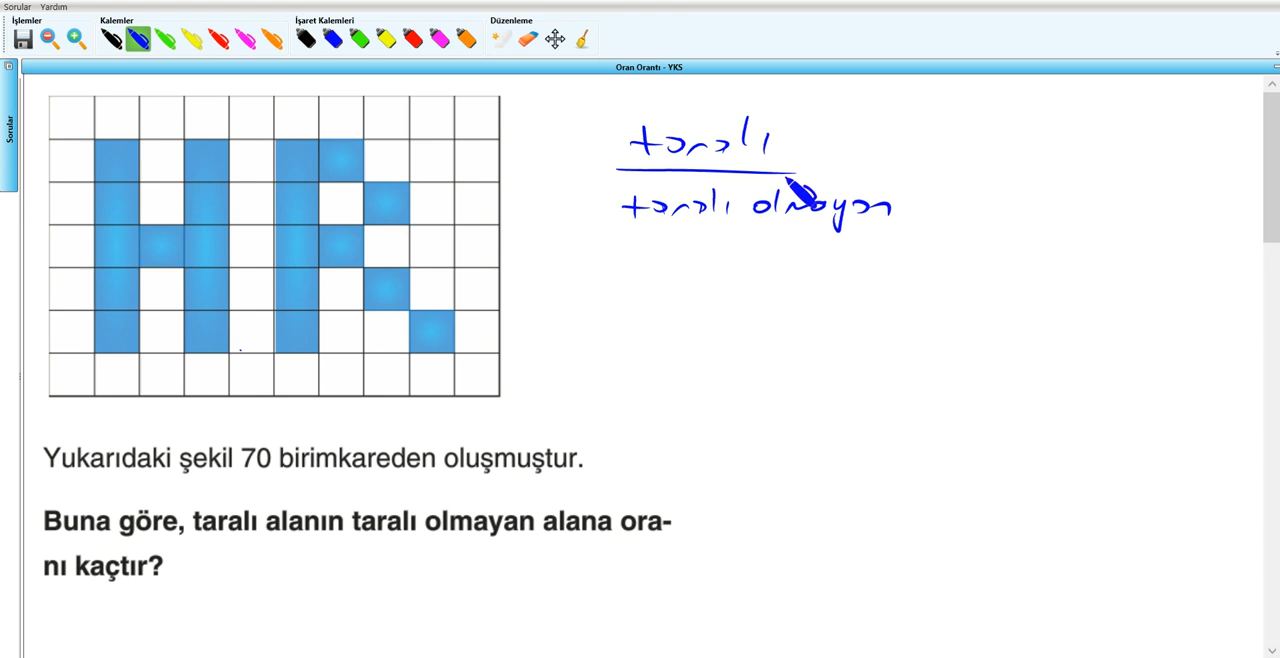 Sorular Yardım
İşlemler Kalemler İşaret Kalemleri Düzenleme
Oran Orantı - YKS
Sorular
taralı
taralı olmayan
Yukarıdaki şekil 70 birimkareden oluşmuştur.
Buna göre, taralı alanın taralı olmayan alana ora-
nı kaçtır?